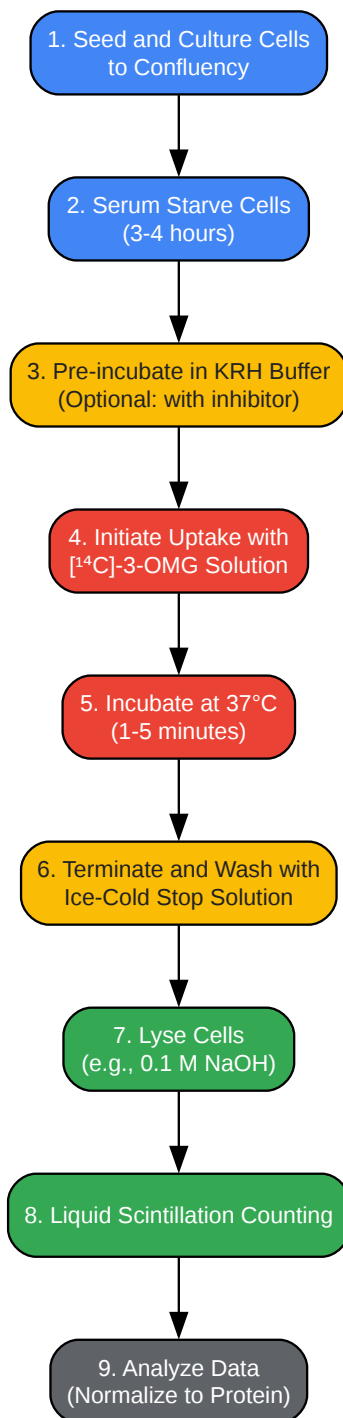 1. Seed and Culture Cells
to Confluency
2. Serum Starve Cells
(3-4 hours)
3. Pre-incubate in KRH Buffer
(Optional: with inhibitor)
4. Initiate Uptake with
[¹⁴C]-3-OMG Solution
5. Incubate at 37°C
(1-5 minutes)
6. Terminate and Wash with
Ice-Cold Stop Solution
7. Lyse Cells
(e.g., 0.1 M NaOH)
8. Liquid Scintillation Counting
9. Analyze Data
(Normalize to Protein)